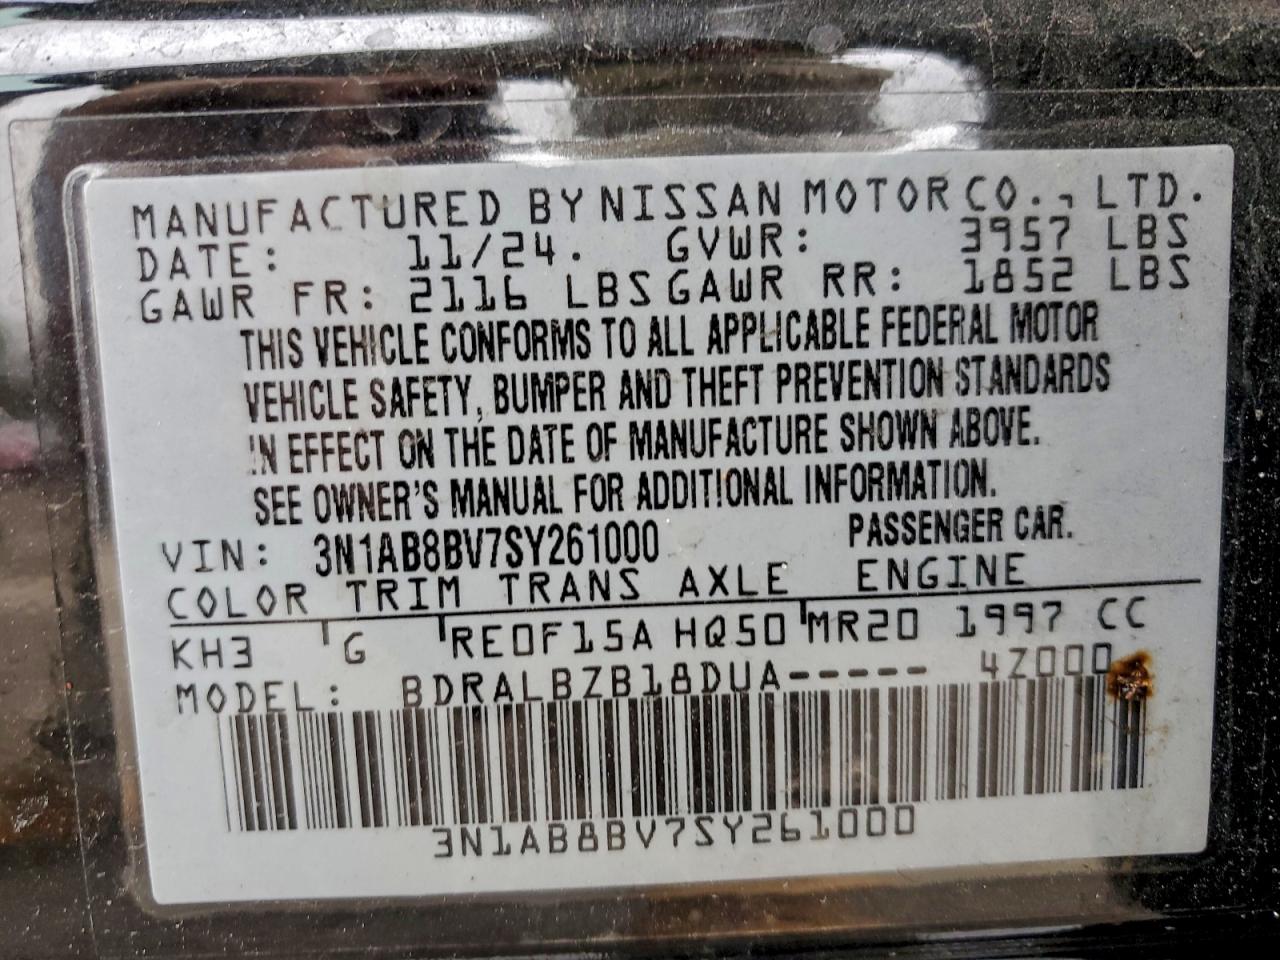 MANUFACTURED BY NISSAN MOTOR CO., LTD.
DATE: 11/24. GVWR: 3957 LBS
GAWR FR: 2116 LBS GAWR RR: 1852 LBS
THIS VEHICLE CONFORMS TO ALL APPLICABLE FEDERAL MOTOR
VEHICLE SAFETY, BUMPER AND THEFT PREVENTION STANDARDS
IN EFFECT ON THE DATE OF MANUFACTURE SHOWN ABOVE.
SEE OWNER'S MANUAL FOR ADDITIONAL INFORMATION.
VIN: 3N1AB8BV7SY261000 PASSENGER CAR.
COLOR TRIM TRANS AXLE ENGINE
KH3 G RE0F15A HQ50 MR20 1997 CC
MODEL: BDRALBZB18DUA----- 4Z000
3N1AB8BV7SY261000